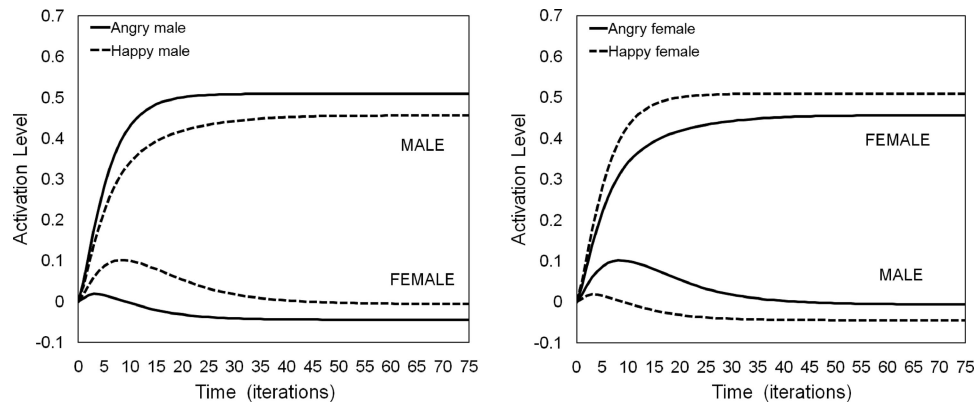 0.7
0.6
0.5
0.4
0.3
0.2
0.1
0
-0.1
Activation Level
Angry male
Happy male
MALE
FEMALE
0 5 10 15 20 25 30 35 40 45 50 55 60 65 70 75
Time (iterations)
0.7
0.6
0.5
0.4
0.3
0.2
0.1
0
-0.1
Activation Level
Angry female
Happy female
FEMALE
MALE
0 5 10 15 20 25 30 35 40 45 50 55 60 65 70 75
Time (iterations)